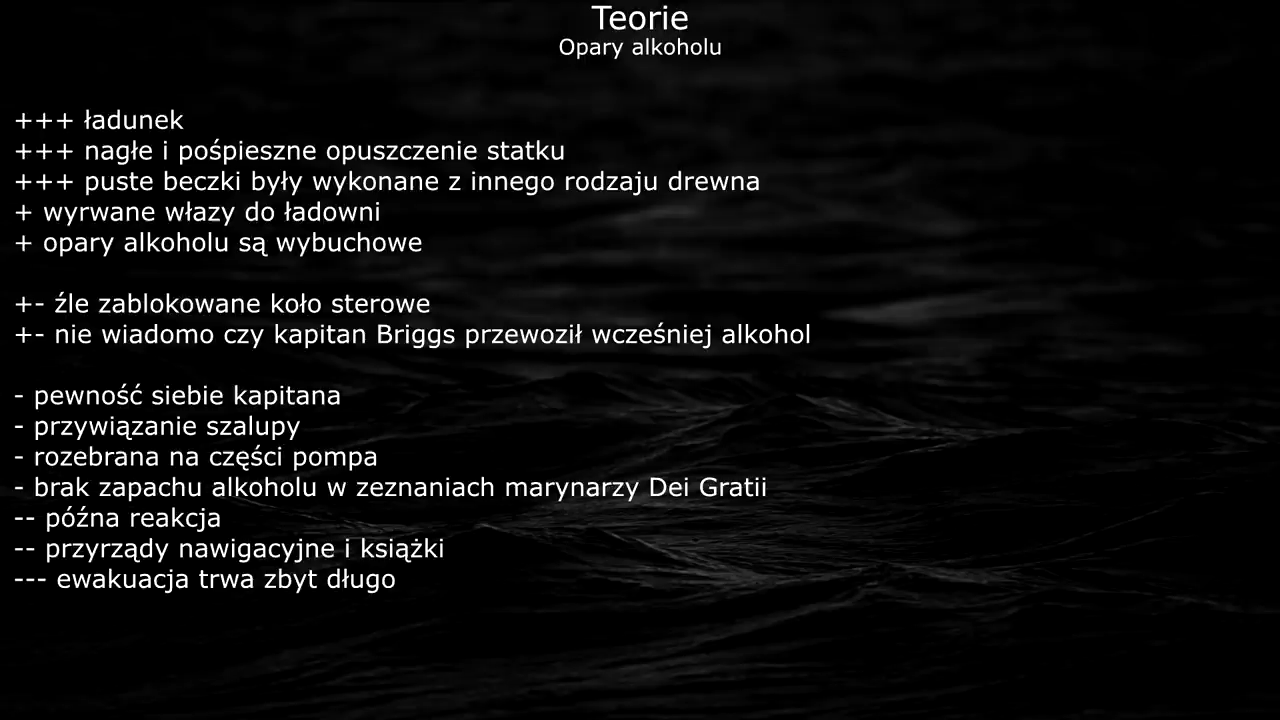 Teorie
Opary alkoholu
+++ ładunek
+++ nagłe i pośpieszne opuszczenie statku
+++ puste beczki były wykonane z innego rodzaju drewna
+ wyrwane włazy do ładowni
+ opary alkoholu są wybuchowe
+- źle zablokowane koło sterowe
+- nie wiadomo czy kapitan Briggs przewoził wcześniej alkohol
- pewność siebie kapitana
- przywiązanie szalupy
- rozebrana na części pompa
- brak zapachu alkoholu w zeznaniach marynarzy Dei Gratii
-- późna reakcja
-- przyrządy nawigacyjne i książki
--- ewakuacja trwa zbyt długo